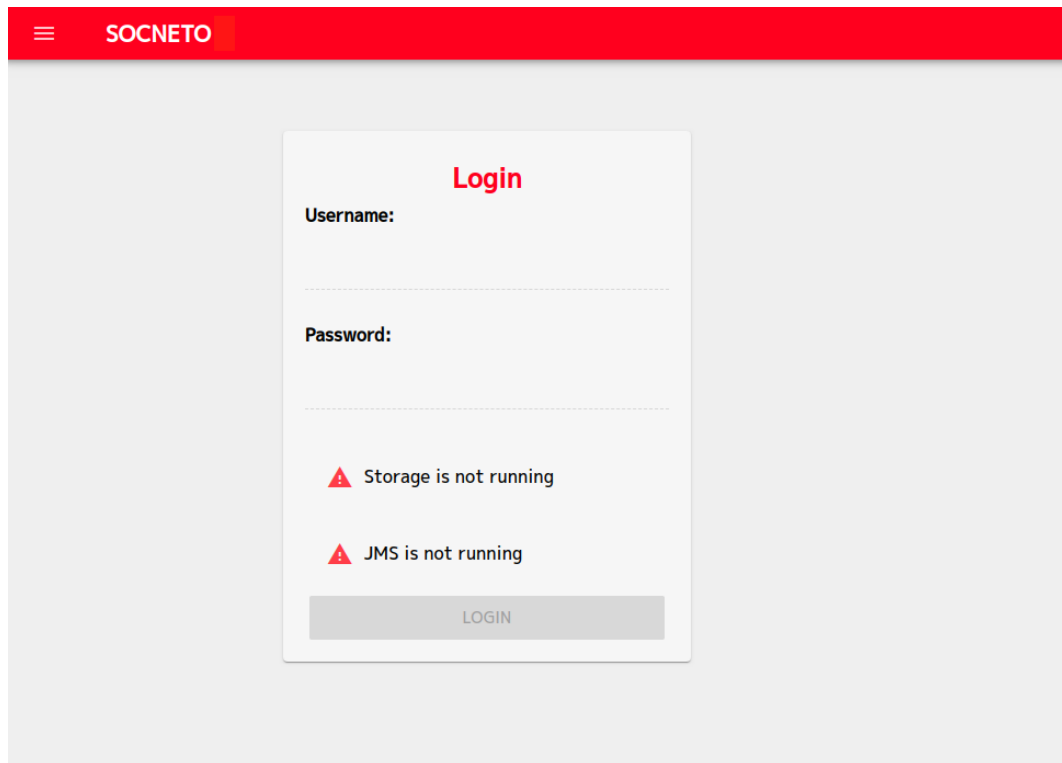 SOCNETO
Login
Username:
Password:
Storage is not running
JMS is not running
LOGIN